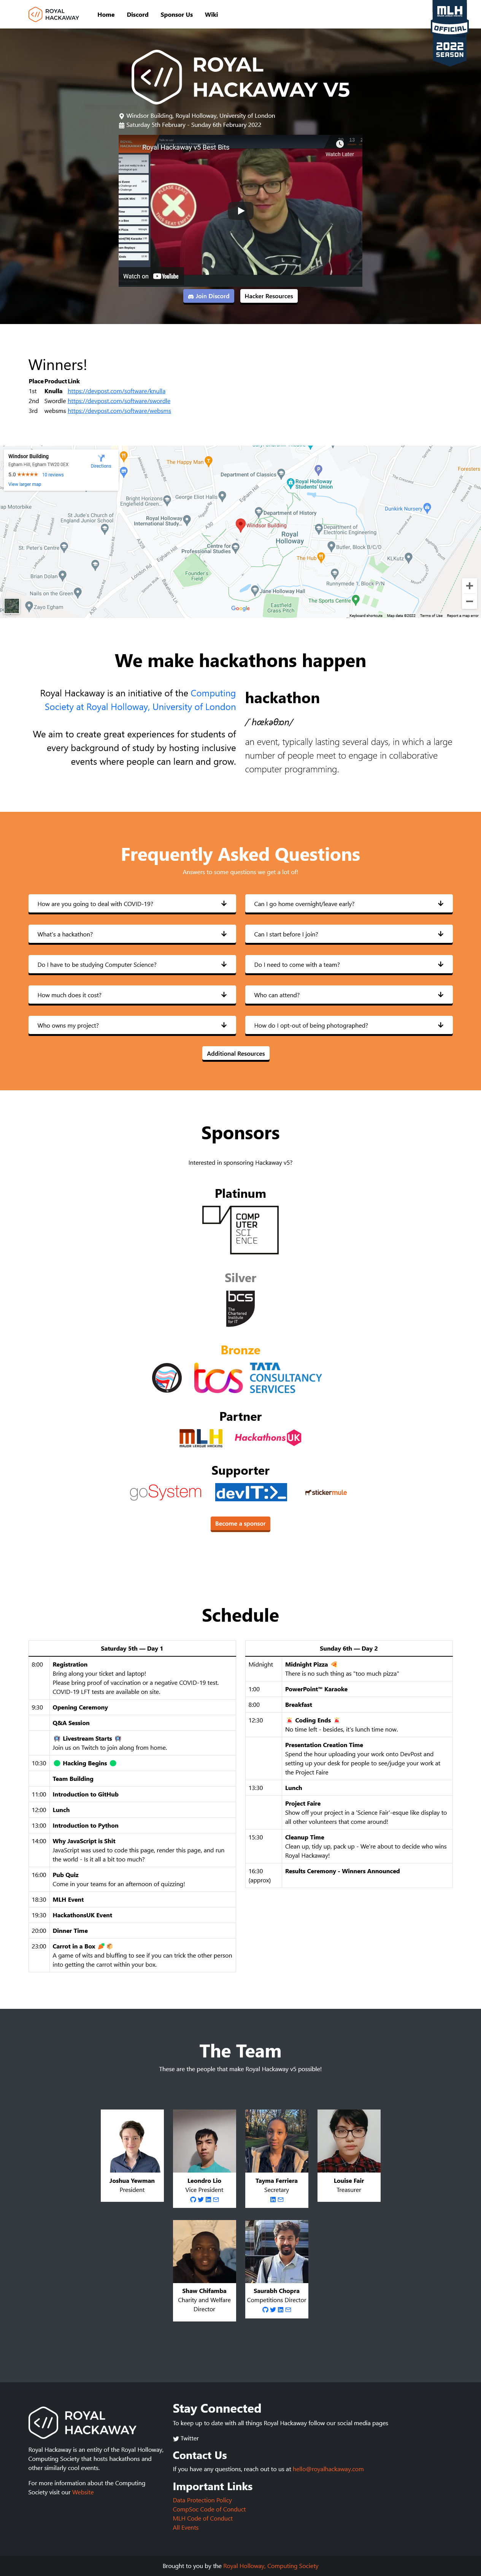 ROYAL
HACKAWAY
Home
Discord
Sponsor Us
Wiki
MLH
OFFICIAL
2022
SEASON
ROYAL
HACKAWAY V5
Windsor Building, Royal Holloway, University of London
Saturday 5th February - Sunday 6th February 2022
Royal Hackaway v5 Best Bits
Watch Later
Watch on YouTube
Join Discord
Hacker Resources
Winners!
Place Product Link
1st Knulla https://devpost.com/software/knulla
2nd Swordle https://devpost.com/software/swordle
3rd websms https://devpost.com/software/websms
Windsor Building
Egham Hill, Egham TW20 0EX
Directions
5.0 ★★★★★ 18 reviews
View larger map
The Happy Man
Department of Classics
Royal Holloway
Students' Union
Foresters
ap Motorbike
Bright Horizons
Englefield Green
George Eliot Halls
Dunkirk Nursery
St Jude's Church of
England Junior School
Royal Holloway
International Study..
Department of History
Windsor Building
Department of
Electronic Engineering
St. Peter's Centre
Centre for
Professional Studies
Royal
Holloway
Butler, Block B/C/D
The Hub
KLKutz
Brian Dolan
Founder's
Field
Runnymede T, Block P/N
Nails on the Green
Jane Holloway Hall
Zays Egham
Google
Eastfield
Grass Pitch
The Sports Centre
Keyboard shortcuts
Map data ©2022
Terms of Use
Report a map error
We make hackathons happen
Royal Hackaway is an initiative of the Computing
Society at Royal Holloway, University of London
We aim to create great experiences for students of
every background of study by hosting inclusive
events where people can learn and grow.
hackathon
/ˈhækəθɒn/
an event, typically lasting several days, in which a large
number of people meet to engage in collaborative
computer programming.
Frequently Asked Questions
Answers to some questions we get a lot of!
How are you going to deal with COVID-19?
Can I go home overnight/leave early?
What's a hackathon?
Can I start before I join?
Do I have to be studying Computer Science?
Do I need to come with a team?
How much does it cost?
Who can attend?
Who owns my project?
How do I opt-out of being photographed?
Additional Resources
Sponsors
Interested in sponsoring Hackaway v5?
Platinum
COMP
UTER
SCI
ENCE
Silver
bcs
The
Chartered
Institute
for IT
Bronze
tcs TATA
CONSULTANCY
SERVICES
Partner
MLH
MAJOR LEAGUE HACKING
HackathonsUK
Supporter
goSystem
devIT:>_
stickermule
Become a sponsor
Schedule
Saturday 5th — Day 1
8:00 Registration
Bring along your ticket and laptop!
Please bring proof of vaccination or a negative COVID-19 test.
COVID-19 LFT tests are available on site.
9:30 Opening Ceremony
Q&A Session
Livestream Starts
Join us on Twitch to join along from home.
10:30 Hacking Begins
Team Building
11:00 Introduction to GitHub
12:00 Lunch
13:00 Introduction to Python
14:00 Why JavaScript is Shit
JavaScript was used to code this page, render this page, and run
the world - Is it all a bit too much?
16:00 Pub Quiz
Come in your teams for an afternoon of quizzing!
18:30 MLH Event
19:30 HackathonsUK Event
20:00 Dinner Time
23:00 Carrot in a Box
A game of wits and bluffing to see if you can trick the other person
into getting the carrot within your box.
Sunday 6th — Day 2
Midnight Midnight Pizza
There is no such thing as "too much pizza"
1:00 PowerPoint™ Karaoke
8:00 Breakfast
12:30 Coding Ends
No time left - besides, it's lunch time now.
Presentation Creation Time
Spend the hour uploading your work onto DevPost and
setting up your desk for people to see/judge your work at
the Project Faire
13:30 Lunch
Project Faire
Show off your project in a 'Science Fair'-esque like display to
all other volunteers that come around!
15:30 Cleanup Time
Clean up, tidy up, pack up - We're about to decide who wins
Royal Hackaway!
16:30
(approx) Results Ceremony - Winners Announced
The Team
These are the people that make Royal Hackaway v5 possible!
Joshua Yewman
President
Leondro Lio
Vice President
Tayma Ferriera
Secretary
Louise Fair
Treasurer
Shaw Chifamba
Charity and Welfare
Director
Saurabh Chopra
Competitions Director
ROYAL
HACKAWAY
Royal Hackaway is an entity of the Royal Holloway,
Computing Society that hosts hackathons and
other similarly cool events.
For more information about the Computing
Society visit our Website
Stay Connected
To keep up to date with all things Royal Hackaway follow our social media pages
Twitter
Contact Us
If you have any questions, reach out to us at hello@royalhackaway.com
Important Links
Data Protection Policy
CompSoc Code of Conduct
MLH Code of Conduct
All Events
Brought to you by the Royal Holloway, Computing Society